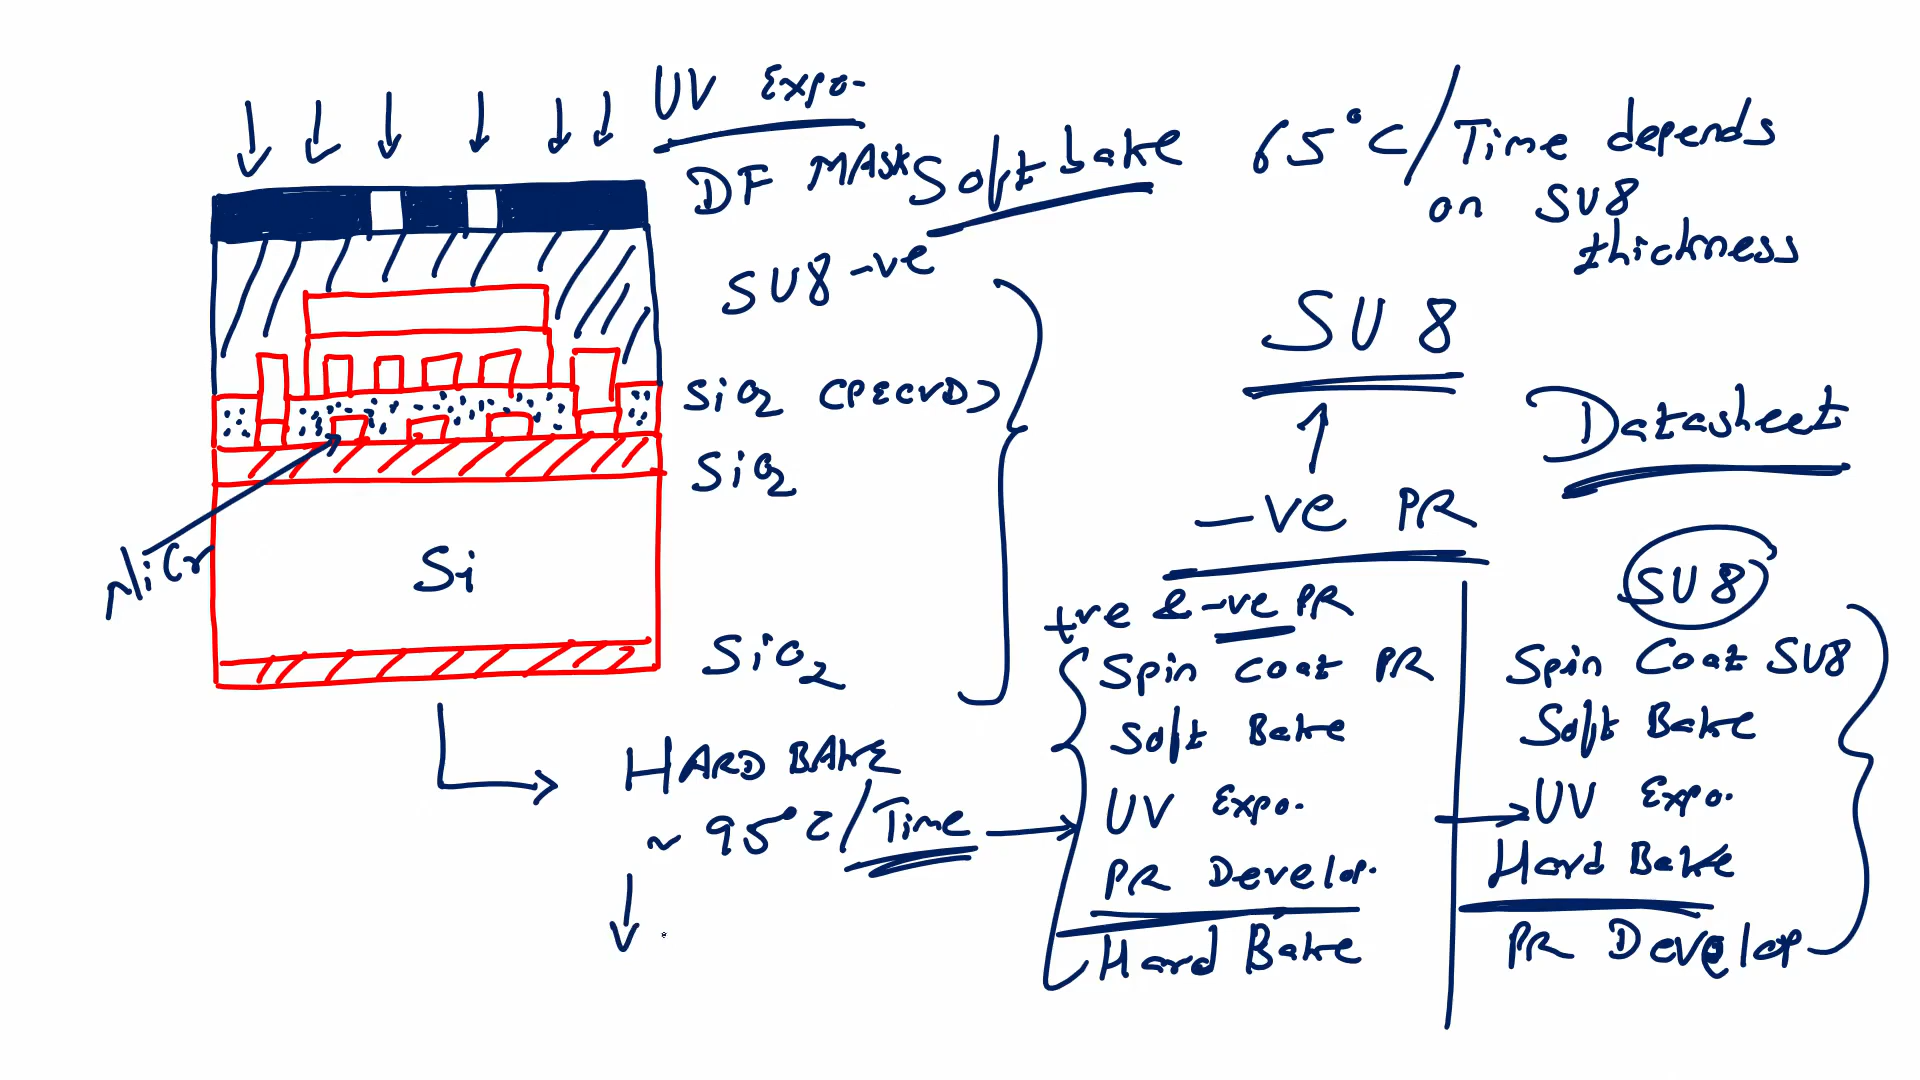 UV Expo.
DF MASK
Soft bake
65°C/Time depends
on SU8
thickness
SU8 -ve
SiO2 (PECVD)
SiO2
Si
NiCr
SiO2
HARD BAKE
~ 95°C/Time
SU8
-ve PR
Datasheet
+ve & -ve PR
Spin Coat PR
Soft Bake
UV Expo.
PR Develop.
Hard Bake
SU8
Spin Coat SU8
Soft Bake
UV Expo.
Hard Bake
PR Develop